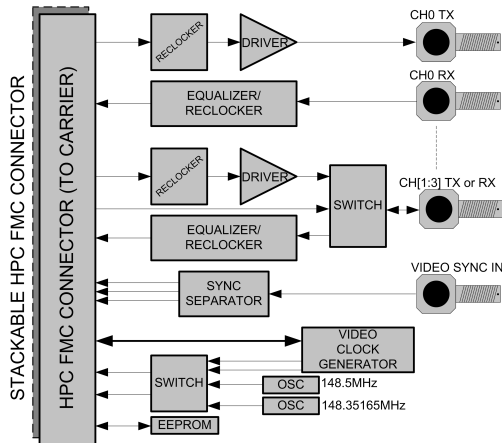 STACKABLE HPC FMC CONNECTOR
HPC FMC CONNECTOR (TO CARRIER)
RECLOCKER
DRIVER
CH0 TX
EQUALIZER/
RECLOCKER
CH0 RX
RECLOCKER
DRIVER
SWITCH
CH[1:3] TX or RX
EQUALIZER/
RECLOCKER
SYNC
SEPARATOR
VIDEO SYNC IN
VIDEO
CLOCK
GENERATOR
SWITCH
OSC
148.5MHz
OSC
148.35165MHz
EEPROM